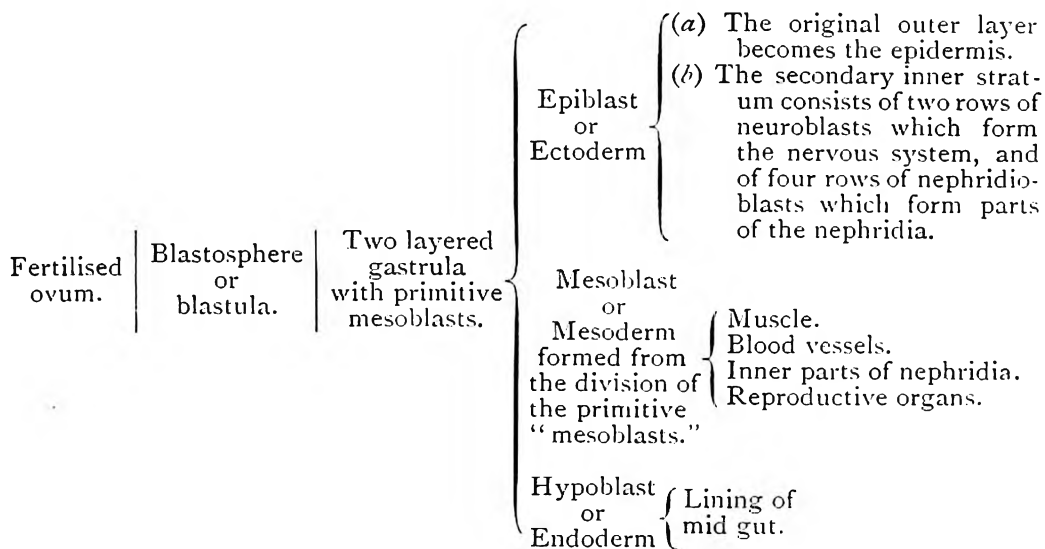 Fertilised
ovum.
Blastosphere
or
blastula.
Two layered
gastrula
with primitive
mesoblasts.
Epiblast
or
Ectoderm
(a) The original outer layer
becomes the epidermis.
(b) The secondary inner strat-
um consists of two rows of
neuroblasts which form
the nervous system, and
of four rows of nephridio-
blasts which form parts
of the nephridia.
Mesoblast
or
Mesoderm
formed from
the division of
the primitive
“mesoblasts.”
Muscle.
Blood vessels.
Inner parts of nephridia.
Reproductive organs.
Hypoblast
or
Endoderm
Lining of
mid gut.